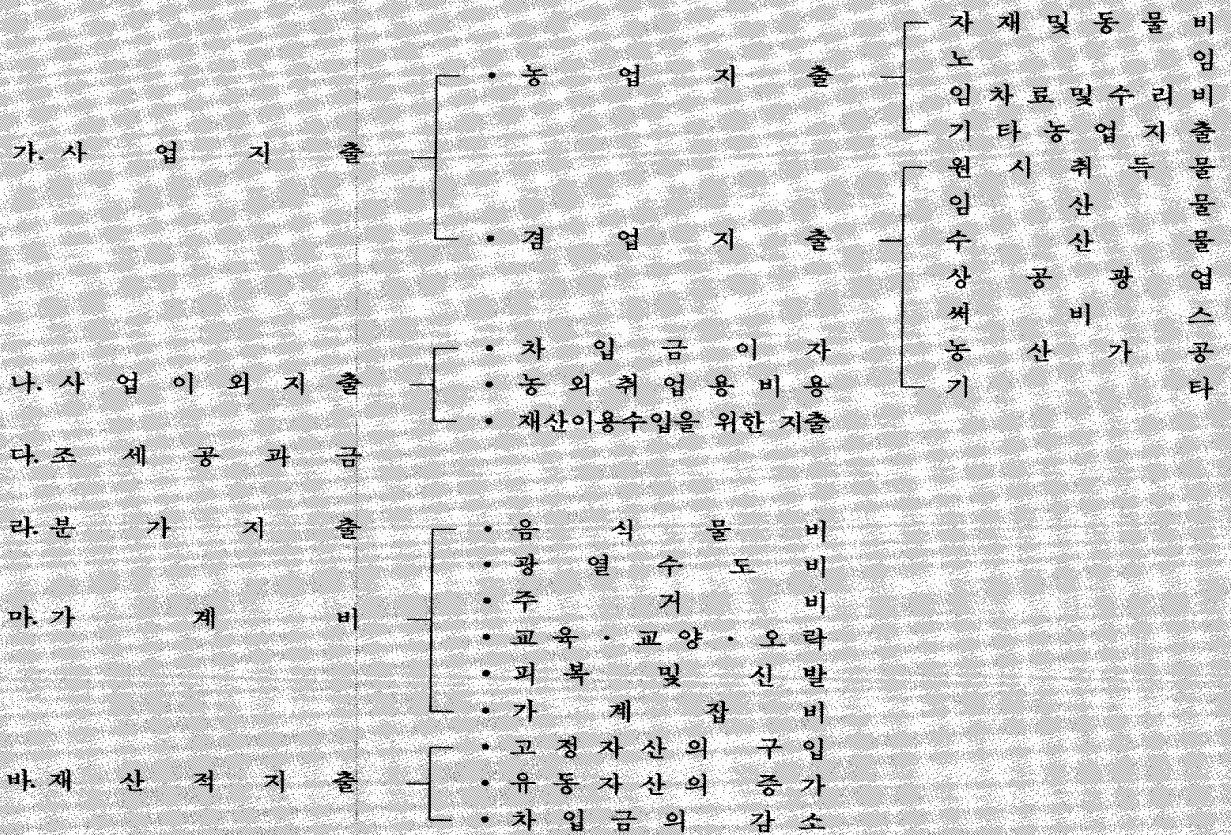 가. 사업지출
• 농업지출
자재및동물비
노임
임차료및수리비
기타농업지출
• 겸업지출
원시취득물
임산물
수산물
상공광업
써비스
농산가공
기타
나. 사업이외지출
• 차입금이자
• 농외취업용비용
• 재산이용수입을 위한 지출
다. 조세공과금
라. 분가지출
마. 가계비
• 음식물비
• 광열수도비
• 주거비
• 교육·교양·오락
• 피복 및 신발
• 가계잡비
바. 재산적지출
• 고정자산의 구입
• 유동자산의 증가
• 차입금의 감소